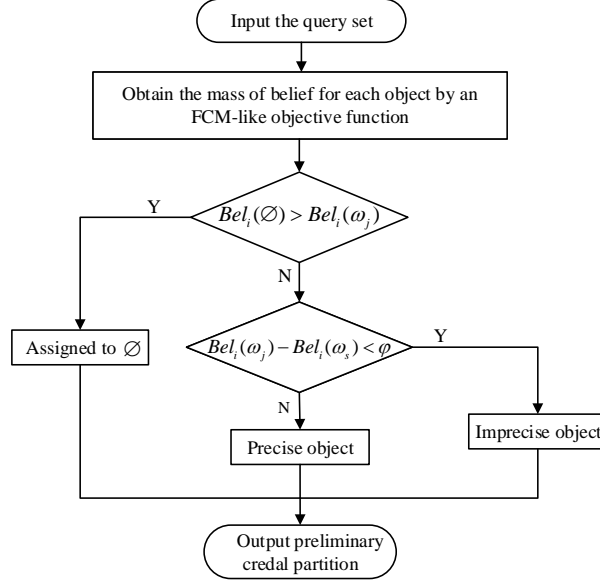 Input the query set
Obtain the mass of belief for each object by an
FCM-like objective function
Y
Bel_i(∅) > Bel_i(ω_j)
N
Bel_i(ω_j) − Bel_i(ω_s) < φ
Y
Assigned to ∅
N
Imprecise object
Precise object
Output preliminary
credal partition